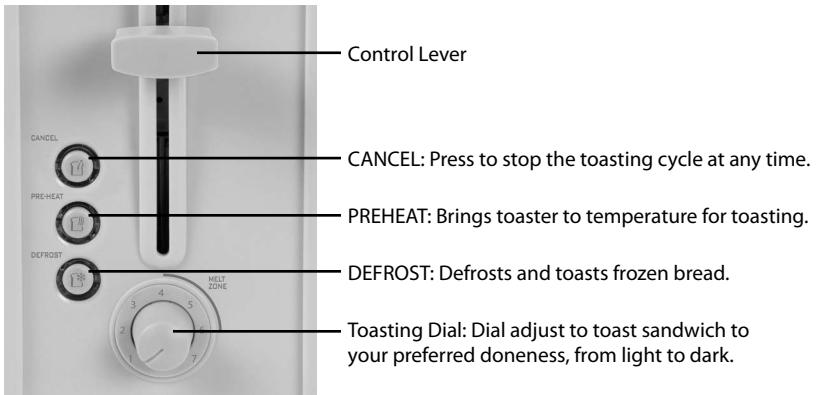 Control Lever
CANCEL
CANCEL: Press to stop the toasting cycle at any time.
PRE-HEAT
PREHEAT: Brings toaster to temperature for toasting.
DEFROST
DEFROST: Defrosts and toasts frozen bread.
MELT
ZONE
1 2 3 4 5 6 7
Toasting Dial: Dial adjust to toast sandwich to
your preferred doneness, from light to dark.